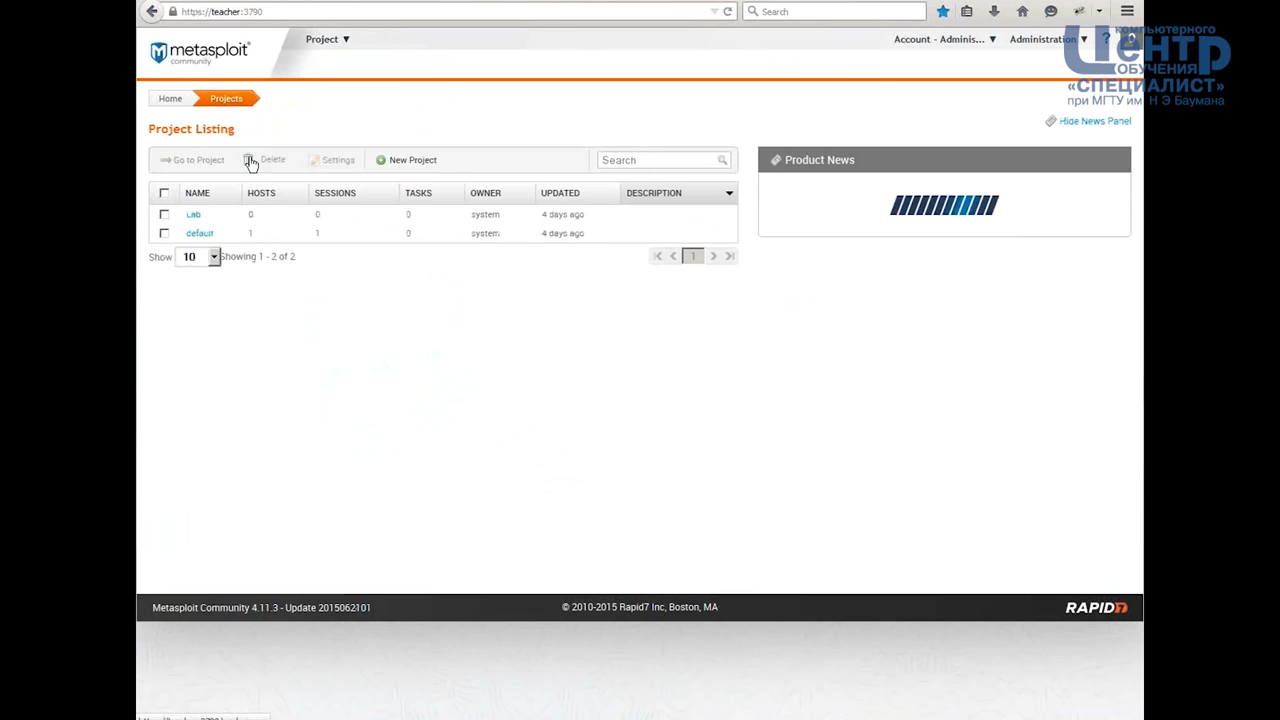 https://teacher:3790
Search
metasploit
community
Project ▼
Account - Adminis... ▼
Administration ▼
?
компьютерного
Центр
ОБУЧЕНИЯ
«СПЕЦИАЛИСТ»
при МГТУ им. Н Э Баумана
Home
Projects
Hide News Panel
Project Listing
Go to Project
Delete
Settings
New Project
Search
Product News
NAME HOSTS SESSIONS TASKS OWNER UPDATED DESCRIPTION
Lab 0 0 0 system 4 days ago
default 1 1 0 system 4 days ago
Show 10 Showing 1 - 2 of 2
1
Metasploit Community 4.11.3 - Update 2015062101
© 2010-2015 Rapid7 Inc, Boston, MA
RAPID7